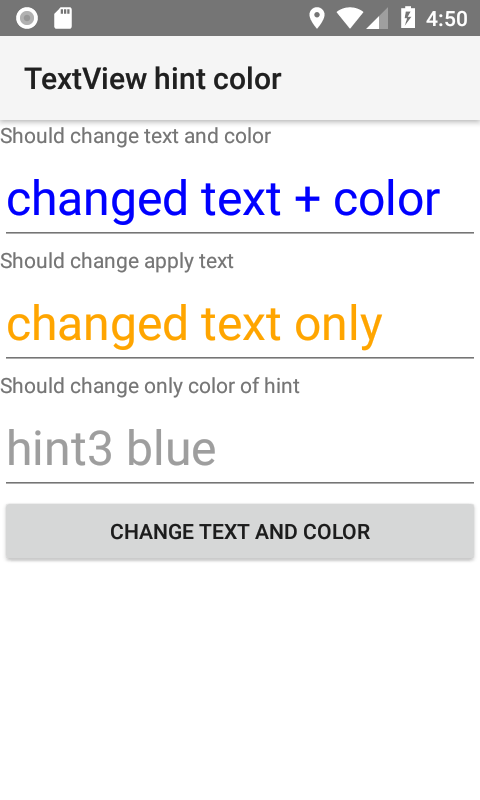 4:50
TextView hint color
Should change text and color
changed text + color
Should change apply text
changed text only
Should change only color of hint
hint3 blue
CHANGE TEXT AND COLOR